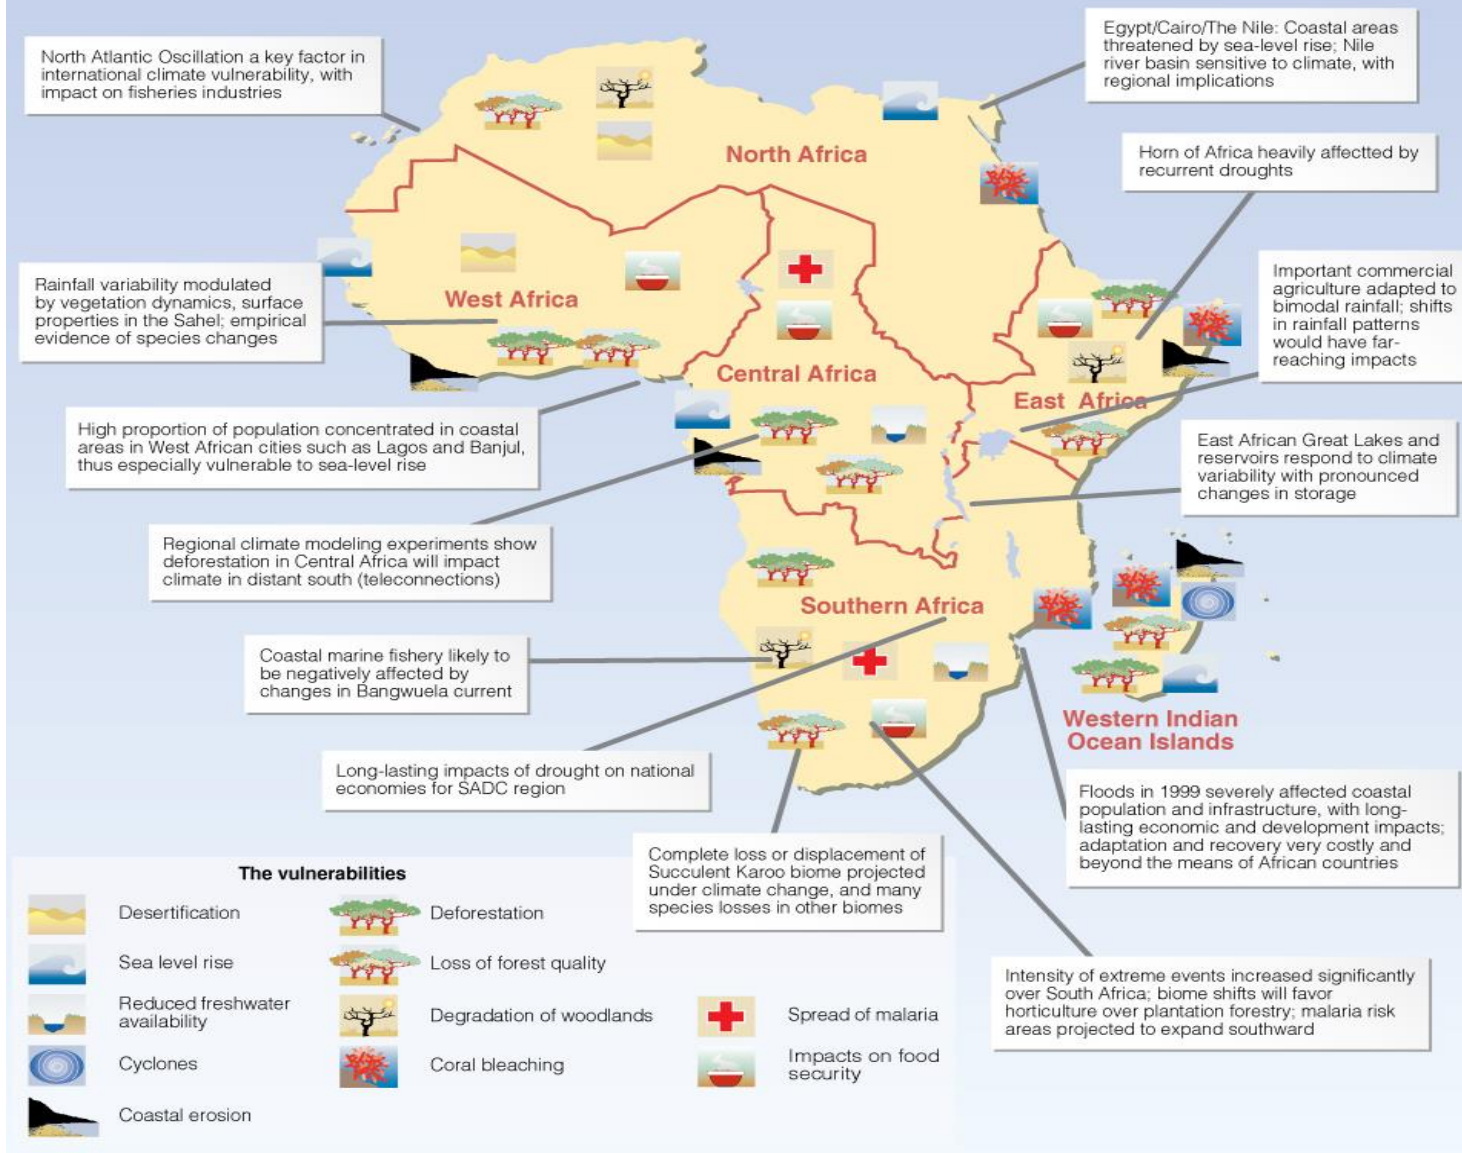 North Atlantic Oscillation a key factor in
international climate vulnerability, with
impact on fisheries industries
Egypt/Cairo/The Nile: Coastal areas
threatened by sea-level rise; Nile
river basin sensitive to climate, with
regional implications
North Africa
Horn of Africa heavily affectted by
recurrent droughts
Rainfall variability modulated
by vegetation dynamics, surface
properties in the Sahel; empirical
evidence of species changes
West Africa
Important commercial
agriculture adapted to
bimodal rainfall; shifts
in rainfall patterns
would have far-
reaching impacts
Central Africa
East Africa
High proportion of population concentrated in coastal
areas in West African cities such as Lagos and Banjul,
thus especially vulnerable to sea-level rise
East African Great Lakes and
reservoirs respond to climate
variability with pronounced
changes in storage
Regional climate modeling experiments show
deforestation in Central Africa will impact
climate in distant south (teleconnections)
Southern Africa
Coastal marine fishery likely to
be negatively affected by
changes in Bangwuela current
Western Indian
Ocean Islands
Long-lasting impacts of drought on national
economies for SADC region
Floods in 1999 severely affected coastal
population and infrastructure, with long-
lasting economic and development impacts;
adaptation and recovery very costly and
beyond the means of African countries
Complete loss or displacement of
Succulent Karoo biome projected
under climate change, and many
species losses in other biomes
Intensity of extreme events increased significantly
over South Africa; biome shifts will favor
horticulture over plantation forestry; malaria risk
areas projected to expand southward
The vulnerabilities
Desertification
Sea level rise
Reduced freshwater
availability
Cyclones
Coastal erosion
Deforestation
Loss of forest quality
Degradation of woodlands
Coral bleaching
Spread of malaria
Impacts on food
security